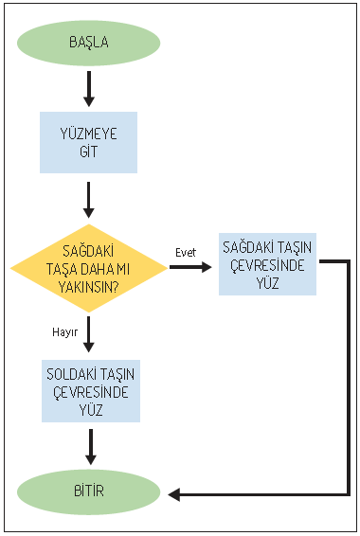 BAŞLA
YÜZMEYE
GİT
SAĞDAKİ
TAŞA DAHA MI
YAKINSIN?
Evet
SAĞDAKİ TAŞIN
ÇEVRESİNDE
YÜZ
Hayır
SOLDAKİ TAŞIN
ÇEVRESİNDE
YÜZ
BİTİR